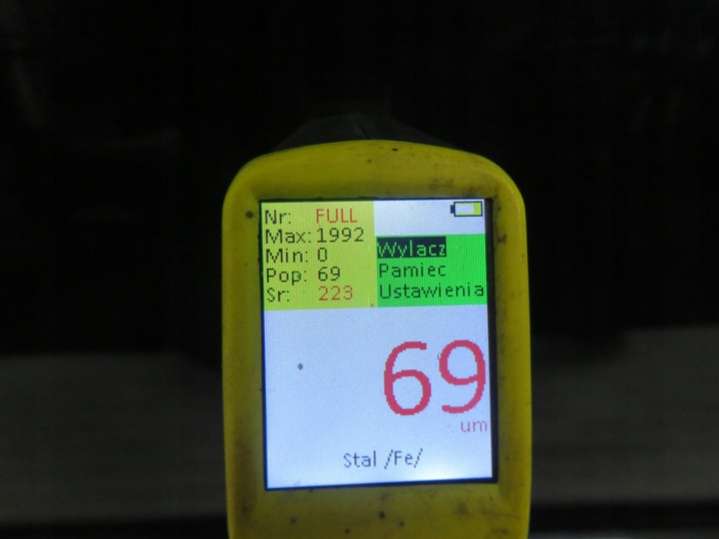 Nr: FULL
Max: 1992
Min: 0
Pop: 69
Sr: 223
Wylacz
Pamiec
Ustawienia
69
um
Stal /Fe/